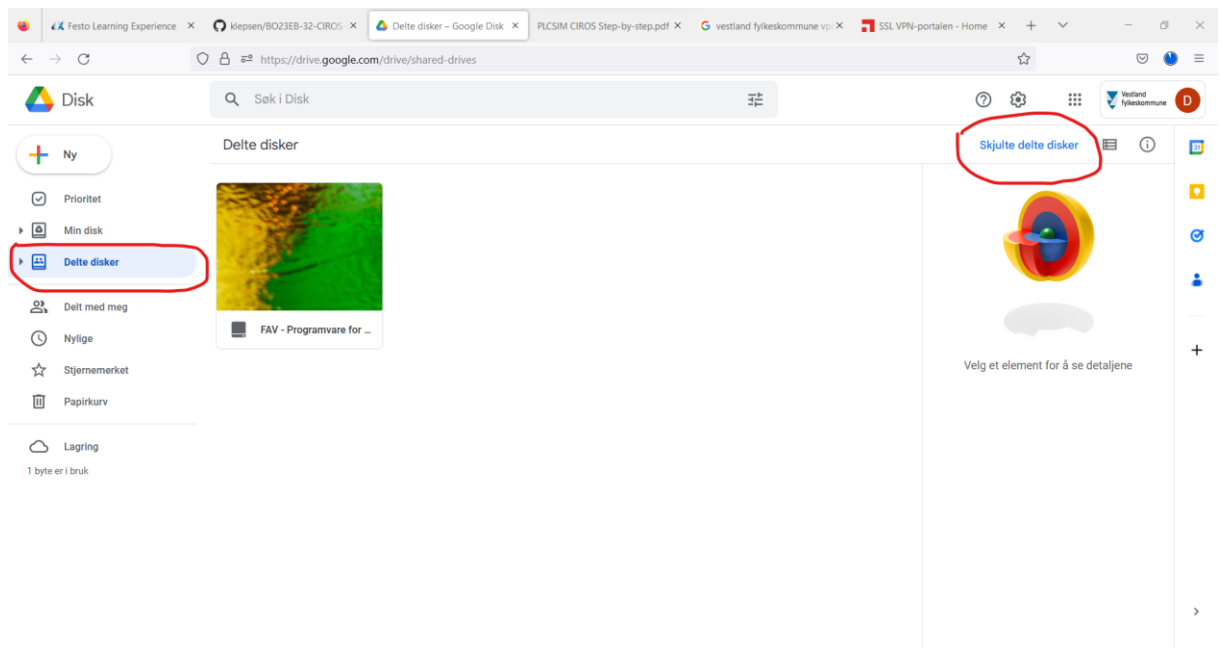 Festo Learning Experience
klepsen/BO23EB-32-CIROS-
Delte disker – Google Disk
PLCSIM CIROS Step-by-step.pdf
vestland fylkeskommune vp
SSL VPN-portalen - Home
https://drive.google.com/drive/shared-drives
Disk
Søk i Disk
Vestland
fylkeskommune
D
Ny
Delte disker
Skjulte delte disker
31
Prioritet
Min disk
Delte disker
Delt med meg
FAV - Programvare for ...
Nylige
Stjernemerket
Velg et element for å se detaljene
Papirkurv
Lagring
1 byte er i bruk